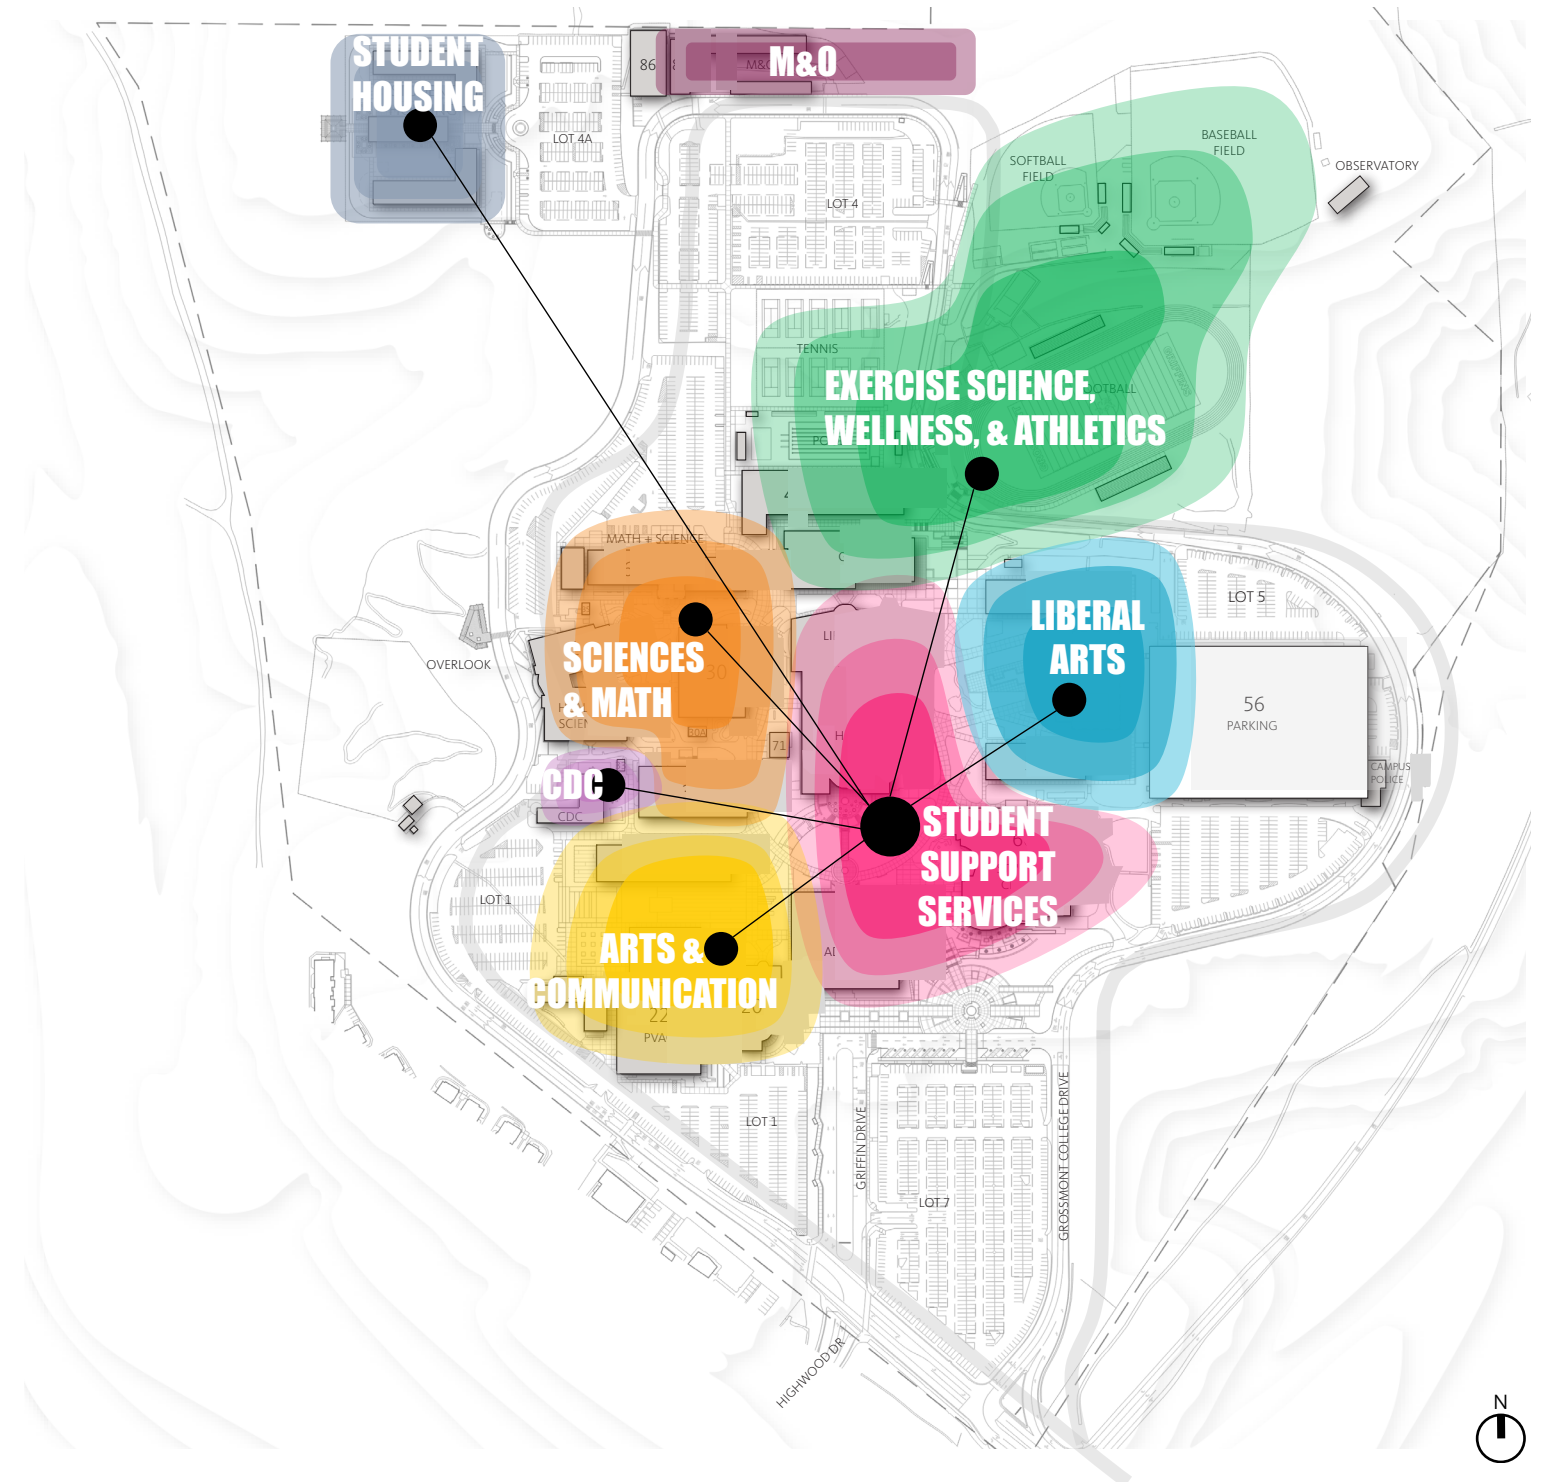 STUDENT
HOUSING
86
M&O
M&O
LOT 4A
LOT 4
SOFTBALL
FIELD
BASEBALL
FIELD
OBSERVATORY
TENNIS
EXERCISE SCIENCE,
WELLNESS, & ATHLETICS
MATH + SCIENCE
SCIENCES
& MATH
30
30A
71
OVERLOOK
LIBERAL
ARTS
LOT 5
56
PARKING
CAMPUS
POLICE
CDC
CDC
STUDENT
SUPPORT
SERVICES
LOT 1
ARTS &
COMMUNICATION
22
PVA
LOT 1
GRIFFIN DRIVE
GROSSMONT COLLEGE DRIVE
LOT 7
HIGHWOOD DR
N